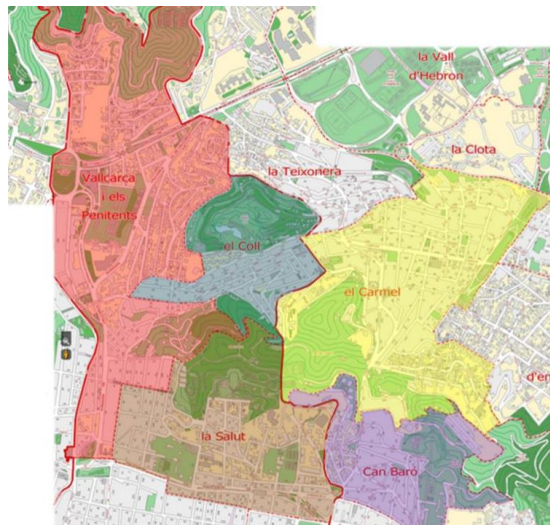 la Vall
d'Hebron
la Clota
la Teixonera
Vallcarca
i els
Penitents
el Coll
el Carmel
d'en
la Salut
Can Baró